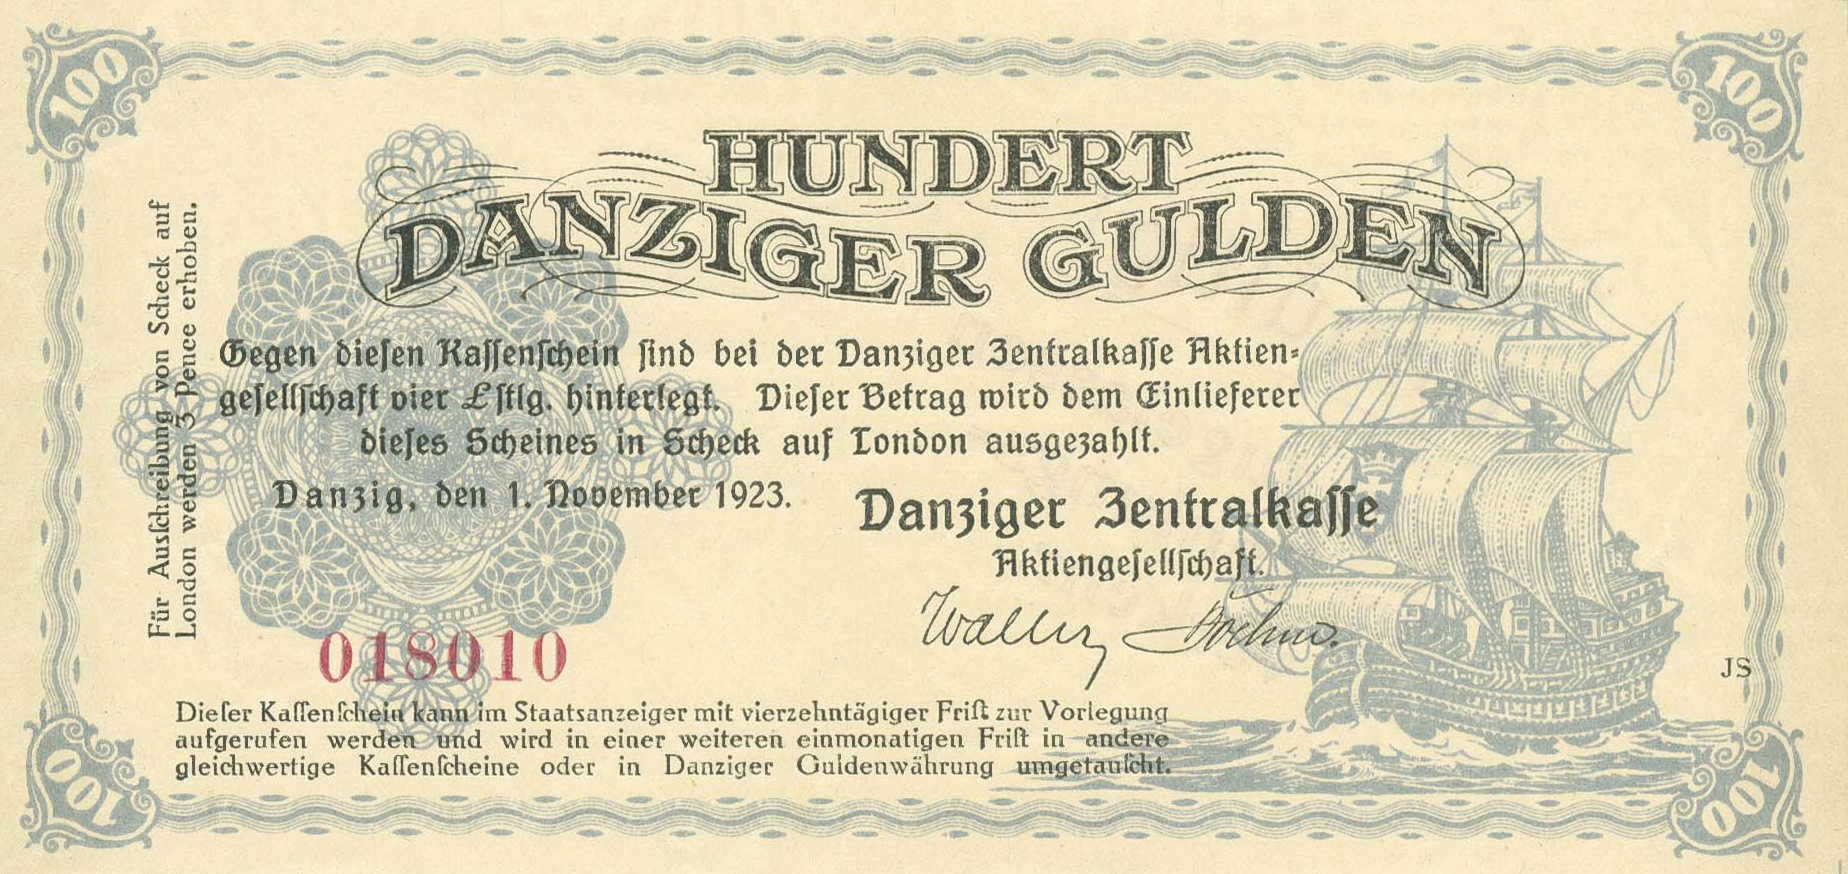 100
100
HUNDERT
DANZIGER GULDEN
Für Ausſchreibung von Scheck auf
London werden 3 Pence erhoben.
Gegen dieſen Kaſſenſchein ſind bei der Danziger Zentralkaſſe Aktien-
geſellſchaft vier £ ſtlg. hinterlegt. Dieſer Betrag wird dem Einlieferer
dieſes Scheines in Scheck auf London ausgezahlt.
Danzig, den 1. November 1923.
Danziger Zentralkaſſe
Aktiengeſellſchaft.
018010
JS
Dieſer Kaſſenſchein kann im Staatsanzeiger mit vierzehntägiger Friſt zur Vorlegung
aufgerufen werden und wird in einer weiteren einmonatigen Friſt in andere
gleichwertige Kaſſenſcheine oder in Danziger Guldenwährung umgetauſcht.
100
100